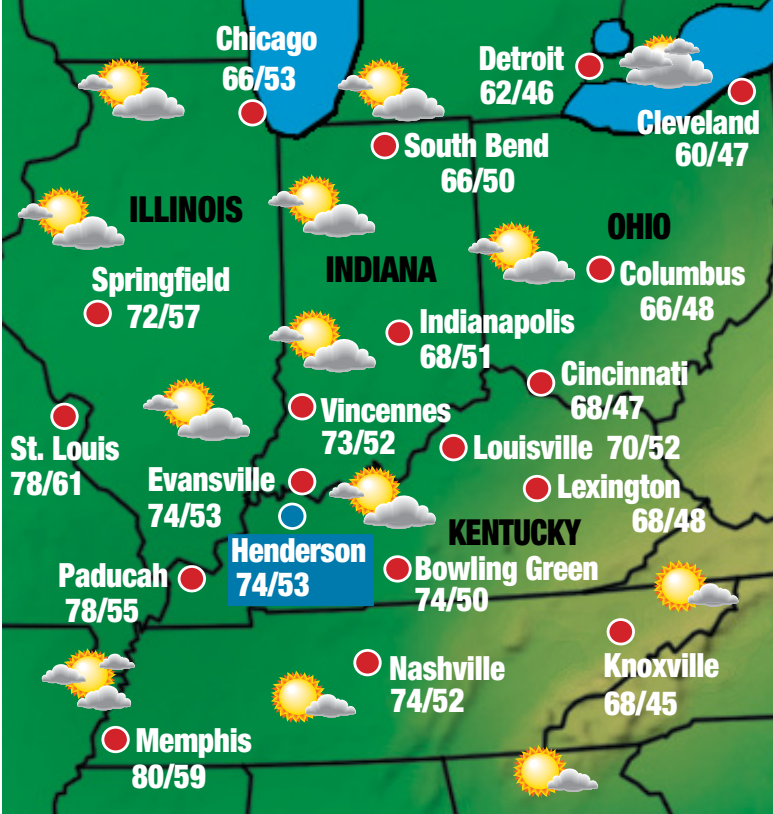 Chicago
66/53
Detroit
62/46
Cleveland
60/47
South Bend
66/50
ILLINOIS
OHIO
INDIANA
Springfield
72/57
Columbus
66/48
Indianapolis
68/51
Cincinnati
68/47
Vincennes
73/52
St. Louis
78/61
Louisville 70/52
Evansville
74/53
Lexington
68/48
KENTUCKY
Henderson
74/53
Paducah
78/55
Bowling Green
74/50
Nashville
74/52
Knoxville
68/45
Memphis
80/59